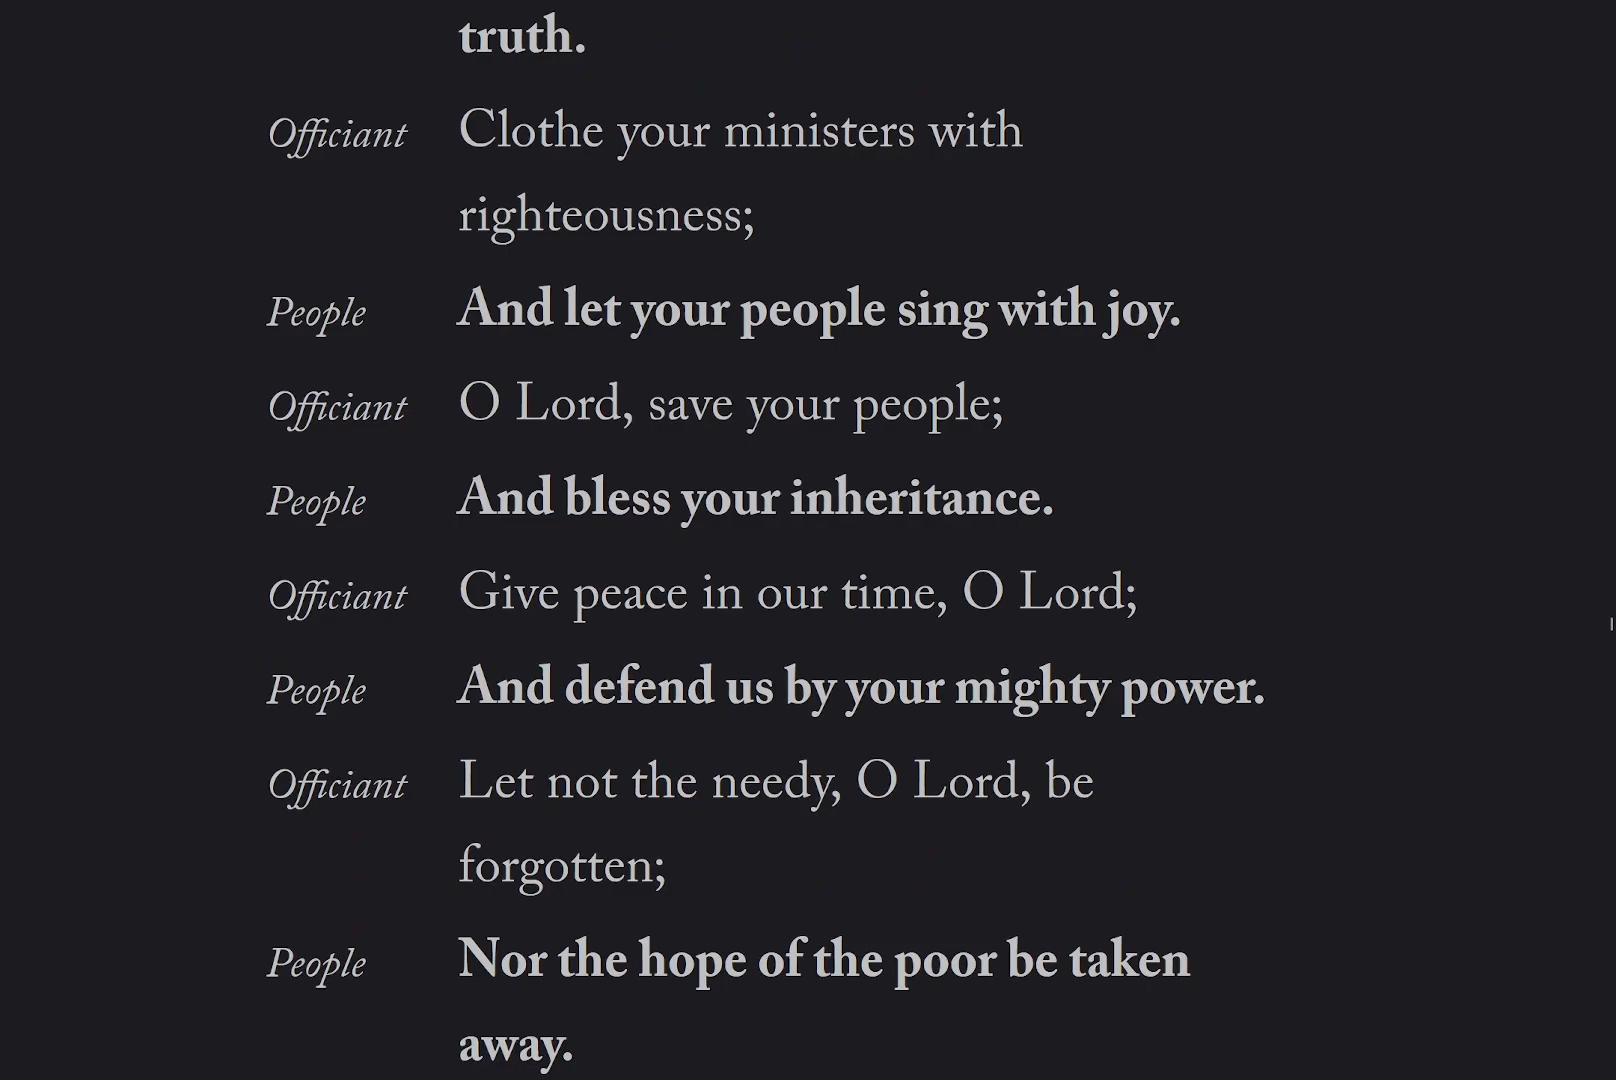 truth.
Officiant Clothe your ministers with
righteousness;
People And let your people sing with joy.
Officiant O Lord, save your people;
People And bless your inheritance.
Officiant Give peace in our time, O Lord;
People And defend us by your mighty power.
Officiant Let not the needy, O Lord, be
forgotten;
People Nor the hope of the poor be taken
away.